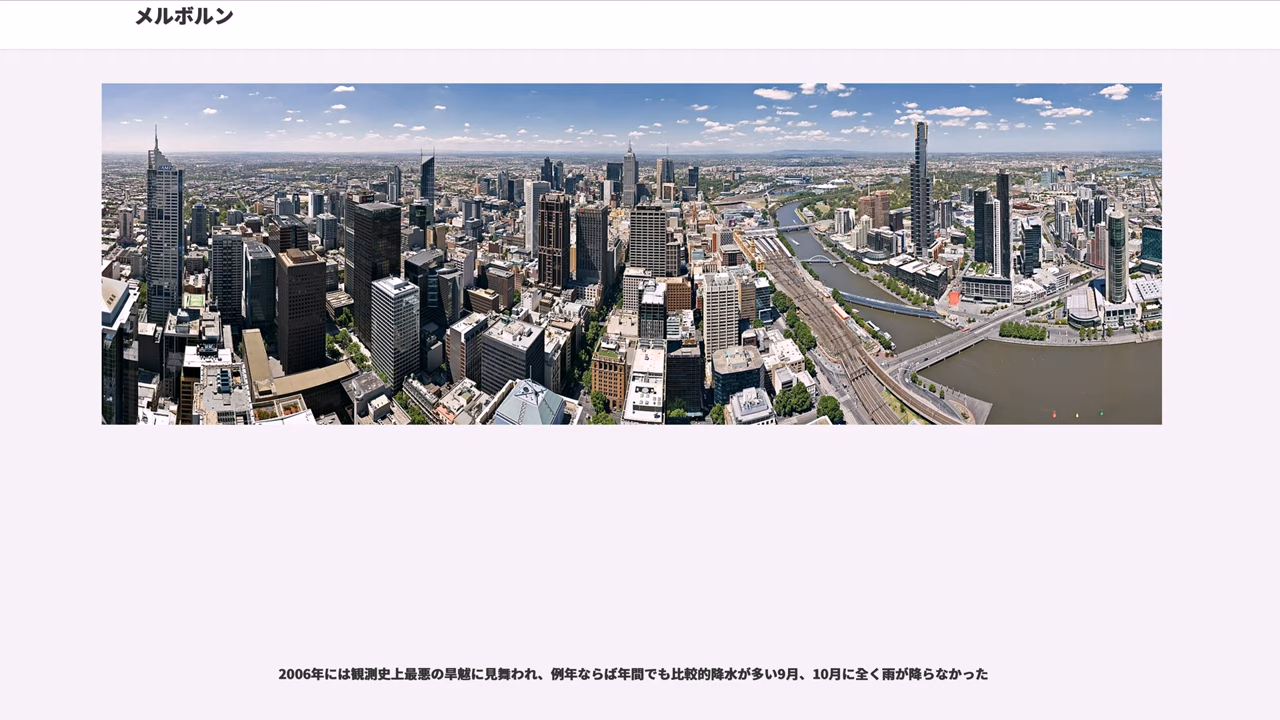 メルボルン
2006年には観測史上最悪の旱魃に見舞われ、例年ならば年間でも比較的降水が多い9月、10月に全く雨が降らなかった